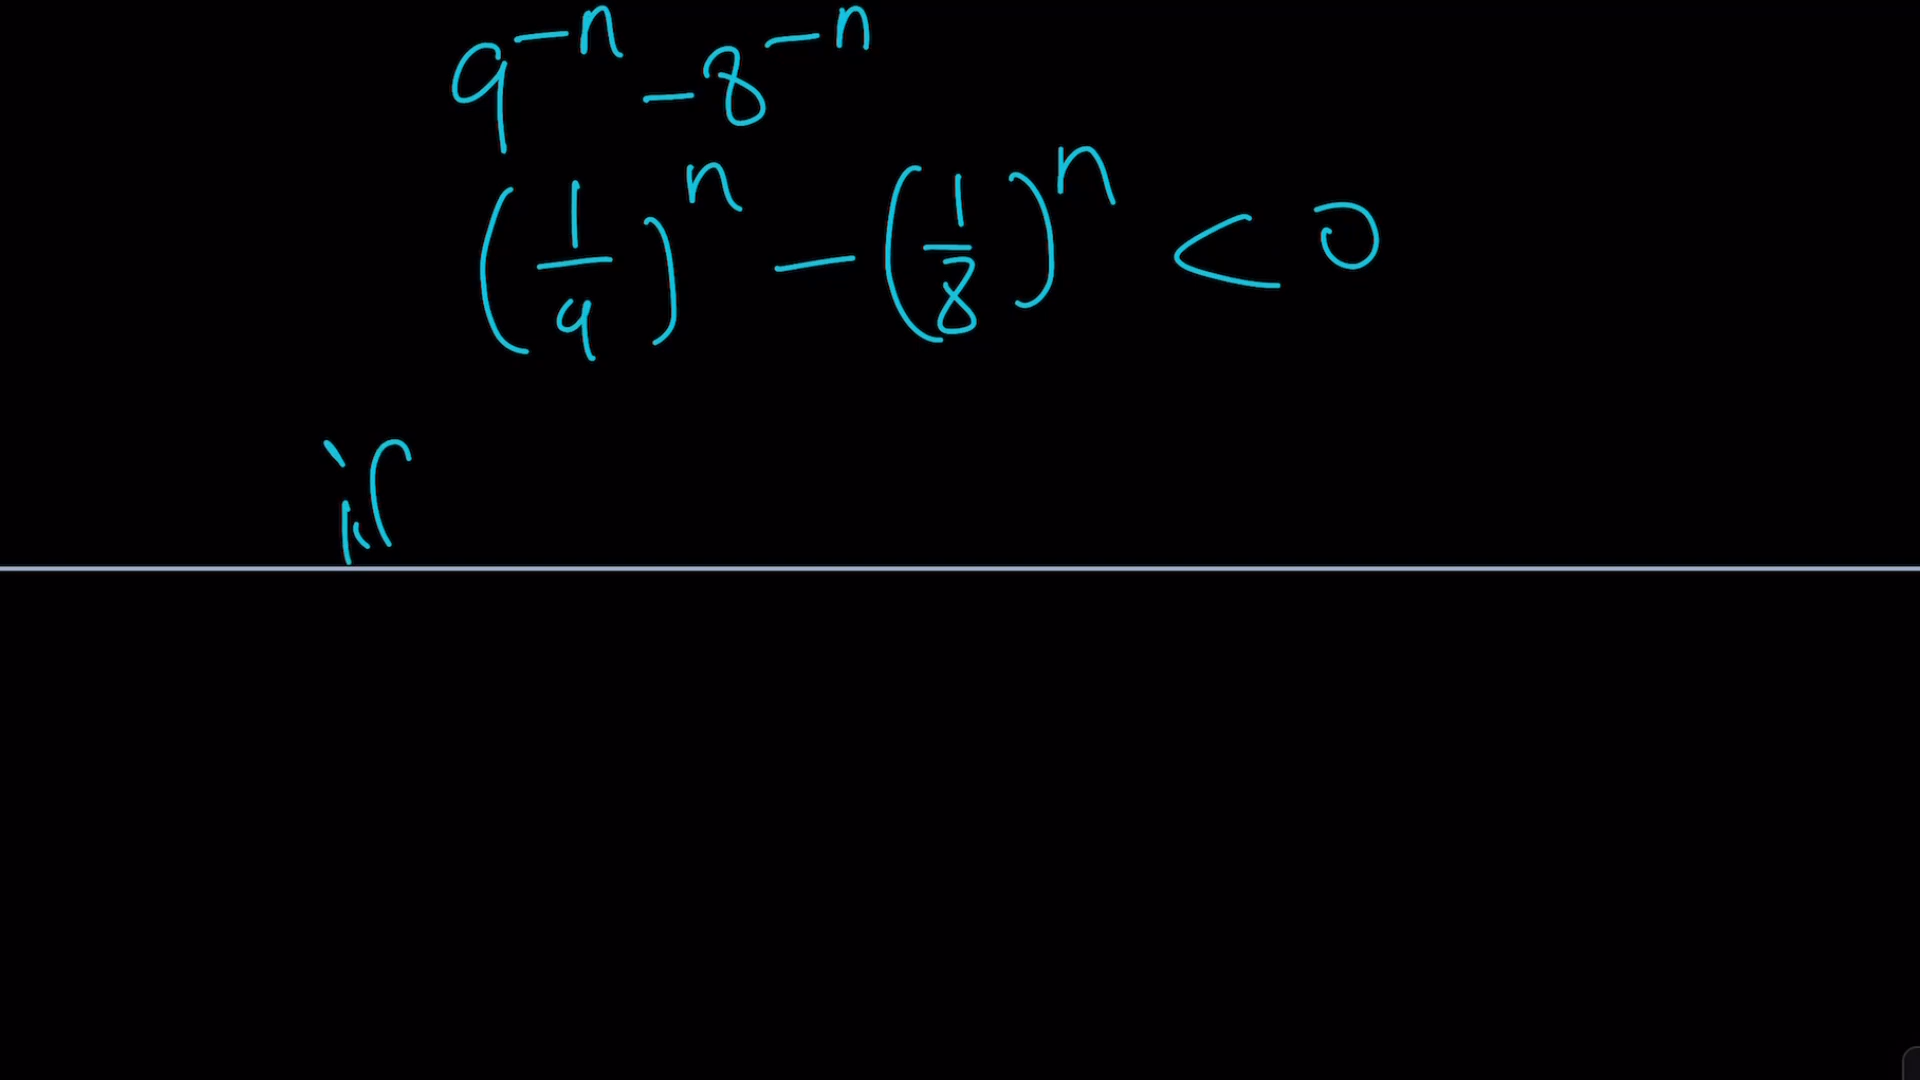 9^{-n} - 8^{-n}
(1/9)^n - (1/8)^n < 0
if